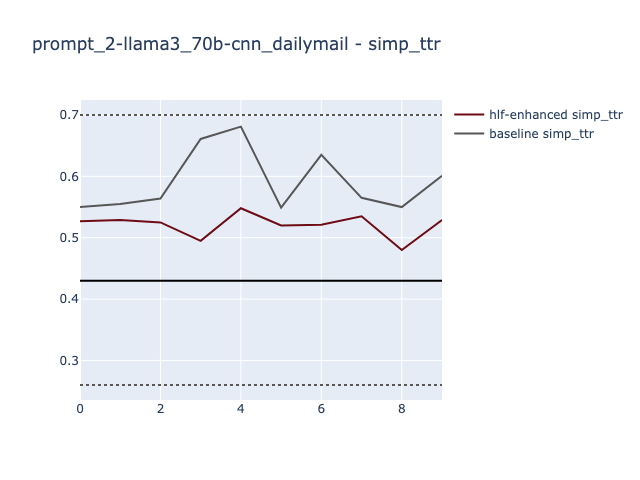 prompt_2-llama3_70b-cnn_dailymail - simp_ttr
hlf-enhanced simp_ttr
baseline simp_ttr
0.7
0.6
0.5
0.4
0.3
0 2 4 6 8